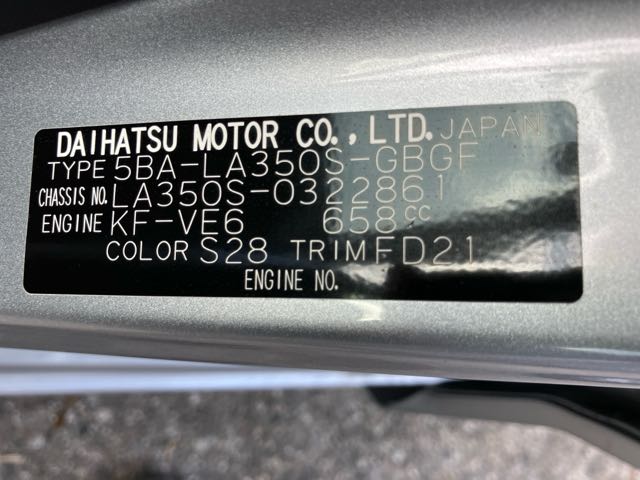 DAIHATSU MOTOR CO., LTD. JAPAN
TYPE 5BA-LA350S-GBGF
CHASSIS NO. LA350S-0322861
ENGINE KF-VE6 658cc
COLOR S28 TRIM FD21
ENGINE NO.